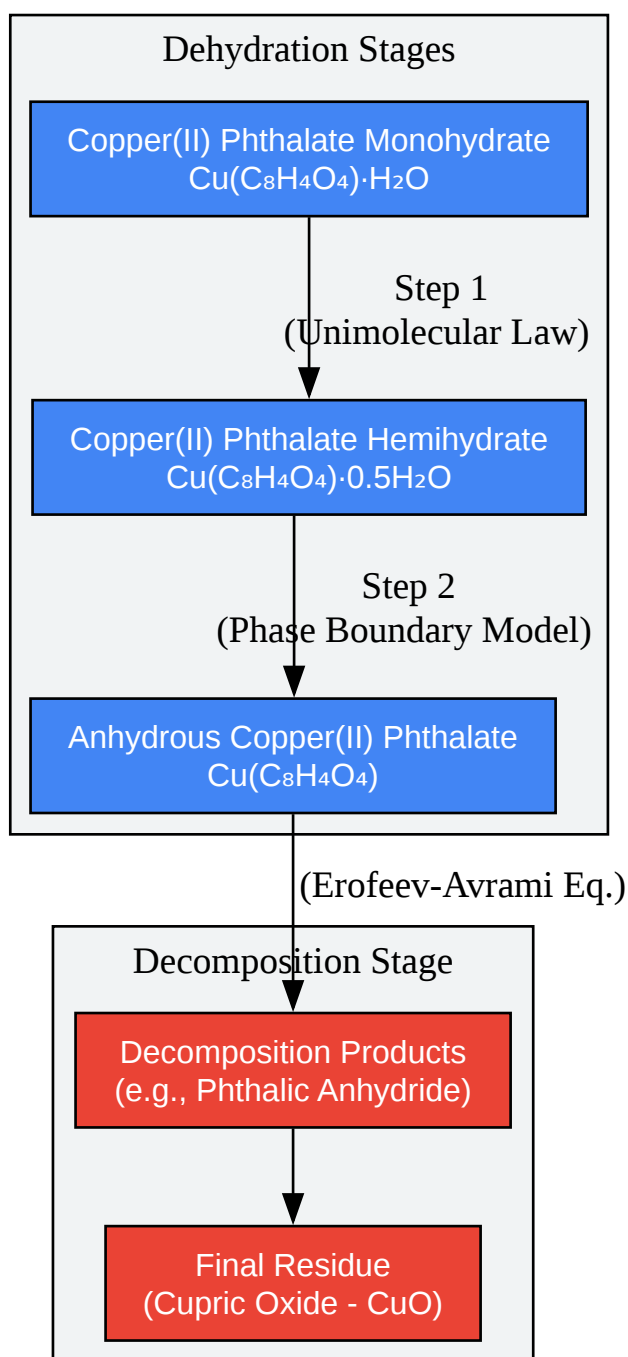 Dehydration Stages
Copper(II) Phthalate Monohydrate
Cu(C₈H₄O₄)·H₂O
Step 1
(Unimolecular Law)
Copper(II) Phthalate Hemihydrate
Cu(C₈H₄O₄)·0.5H₂O
Step 2
(Phase Boundary Model)
Anhydrous Copper(II) Phthalate
Cu(C₈H₄O₄)
(Erofeev-Avrami Eq.)
Decomposition Stage
Decomposition Products
(e.g., Phthalic Anhydride)
Final Residue
(Cupric Oxide - CuO)